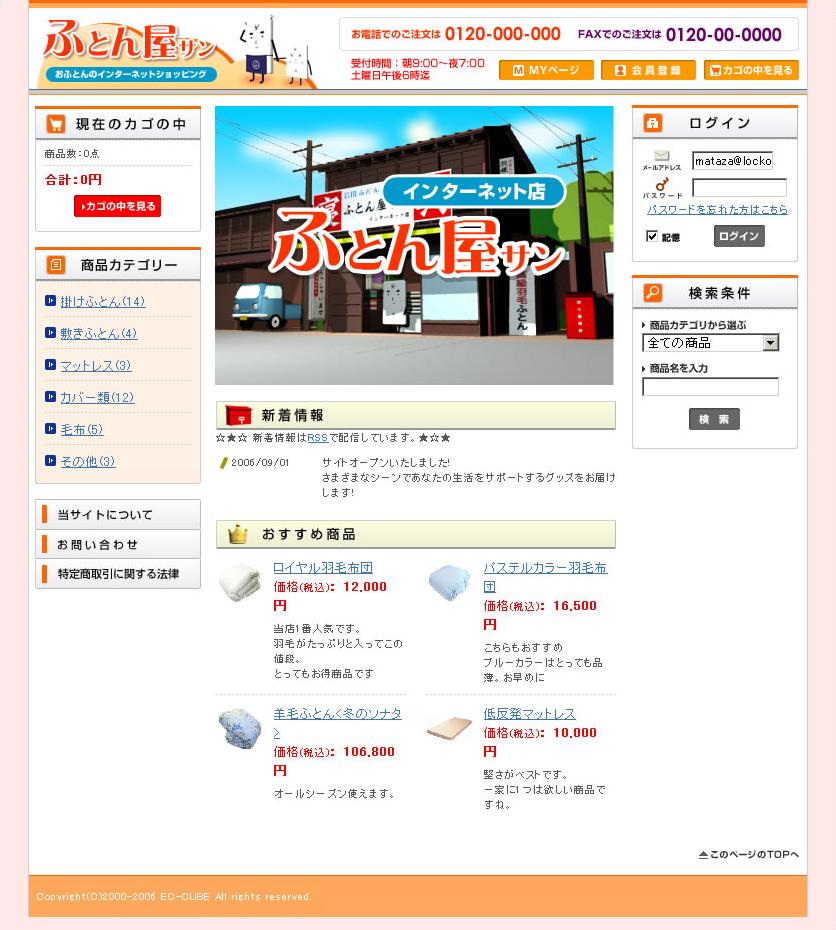 ふとん屋サン
おふとんのインターネットショッピング
お電話でのご注文は 0120-000-000 FAXでのご注文は 0120-00-0000
受付時間：朝9:00～夜7:00
土曜日午後6時迄
MYページ
会員登録
カゴの中を見る
現在のカゴの中
商品数：0点
合計：0円
カゴの中を見る
商品カテゴリー
掛けふとん(14)
敷きふとん(4)
マットレス(3)
カバー類(12)
毛布(5)
その他(3)
当サイトについて
お問い合わせ
特定商取引に関する法律
インターネット店
ふとん屋サン
新着情報
☆★☆ 新着情報はRSSで配信しています。★☆★
2006/09/01 サイトオープンいたしました!
さまざまなシーンであなたの生活をサポートするグッズをお届け
します!
おすすめ商品
ロイヤル羽毛布団
価格(税込)： 12,000
円
当店1番人気です。
羽毛がたっぷりと入ってこの
値段。
とってもお得商品です
パステルカラー羽毛布
団
価格(税込)： 16,500
円
こちらもおすすめ
ブルーカラーはとっても品
薄。お早めに
羊毛ふとん<冬のソナタ
>
価格(税込)： 106,800
円
オールシーズン使えます。
低反発マットレス
価格(税込)： 10,000
円
堅さがベストです。
一家に1つは欲しい商品で
すね。
ログイン
メールアドレス
mataza@locko
パスワード
パスワードを忘れた方はこちら
記憶
ログイン
検索条件
商品カテゴリから選ぶ
全ての商品
商品名を入力
検 索
このページのTOPへ
Copyright(C)2000-2006 EC-CUBE All rights reserved.